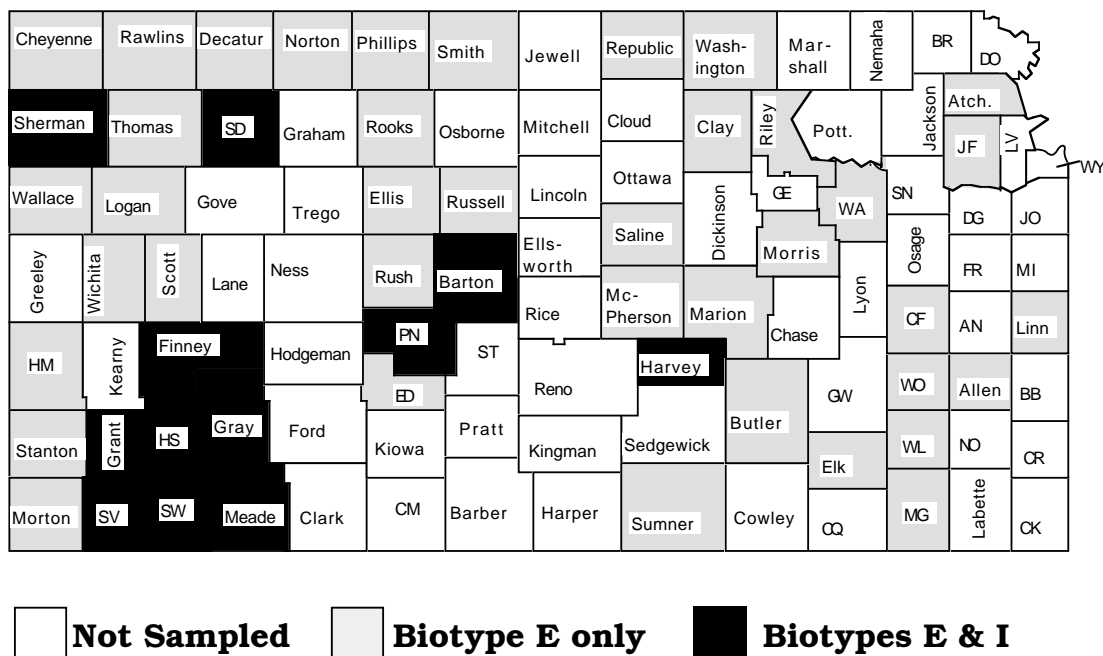 Cheyenne
Rawlins
Decatur
Norton
Phillips
Smith
Jewell
Republic
Wash-
ington
Mar-
shall
Nemaha
BR
DO
Sherman
Thomas
SD
Graham
Rooks
Osborne
Mitchell
Cloud
Clay
Riley
Pott.
Jackson
Atch.
JF
LV
WY
Wallace
Logan
Gove
Trego
Ellis
Russell
Lincoln
Ottawa
Saline
Dickinson
GE
WA
SN
DG
JO
Greeley
Wichita
Scott
Lane
Ness
Rush
Barton
Ells-
worth
Morris
Osage
FR
MI
Rice
Mc-
Pherson
Marion
Chase
Lyon
CF
AN
Linn
HM
Kearny
Finney
Hodgeman
PN
ST
Reno
Harvey
ED
Butler
GW
WO
Allen
BB
Stanton
Grant
HS
Gray
Ford
Kiowa
Pratt
Kingman
Sedgewick
Elk
WL
NO
CR
Morton
SV
SW
Meade
Clark
CM
Barber
Harper
Sumner
Cowley
CQ
MG
Labette
CK
Not Sampled
Biotype E only
Biotypes E & I